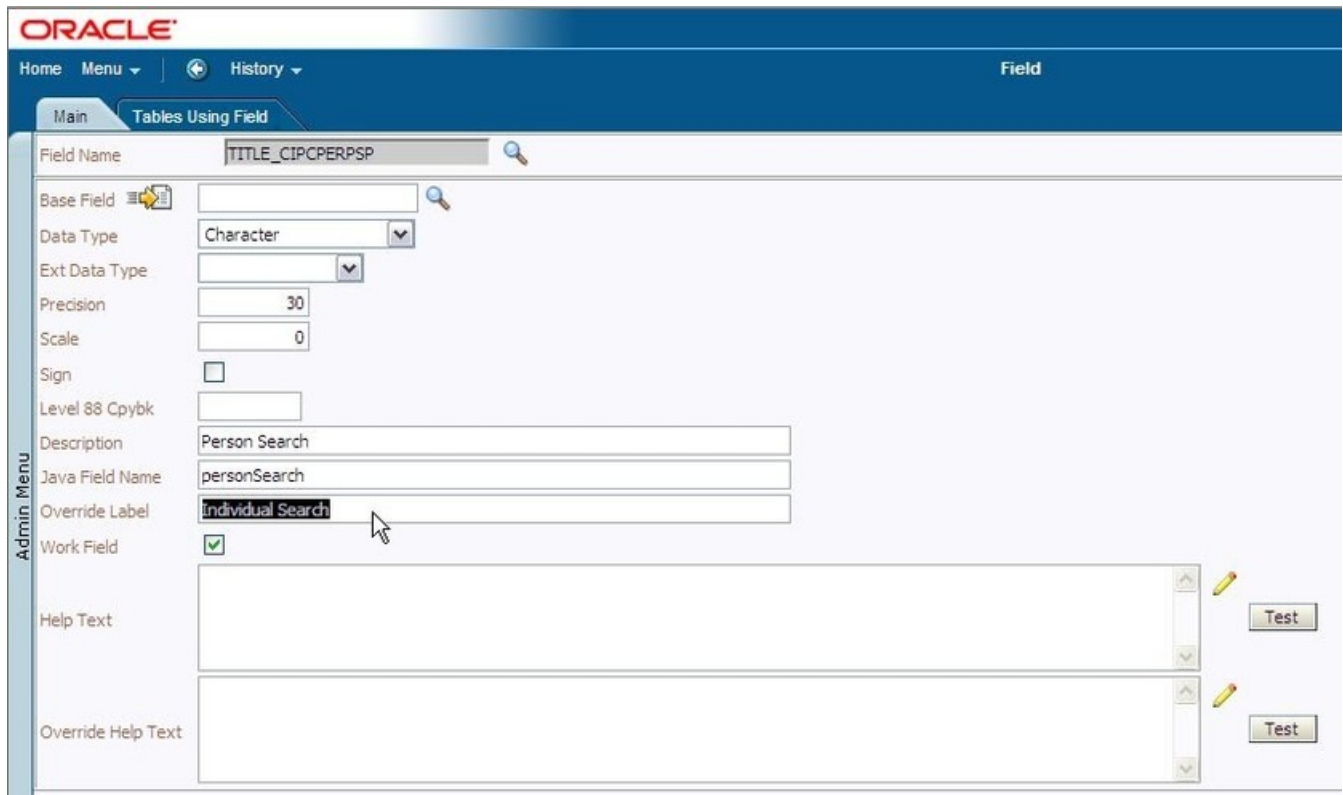 ORACLE
Home Menu History Field
Main Tables Using Field
Field Name TITLE_CIPCPERPSP
Base Field
Data Type Character
Ext Data Type
Precision 30
Scale 0
Sign
Level 88 Cpybk
Description Person Search
Java Field Name personSearch
Override Label Individual Search
Work Field
Help Text Test
Override Help Text Test
Admin Menu